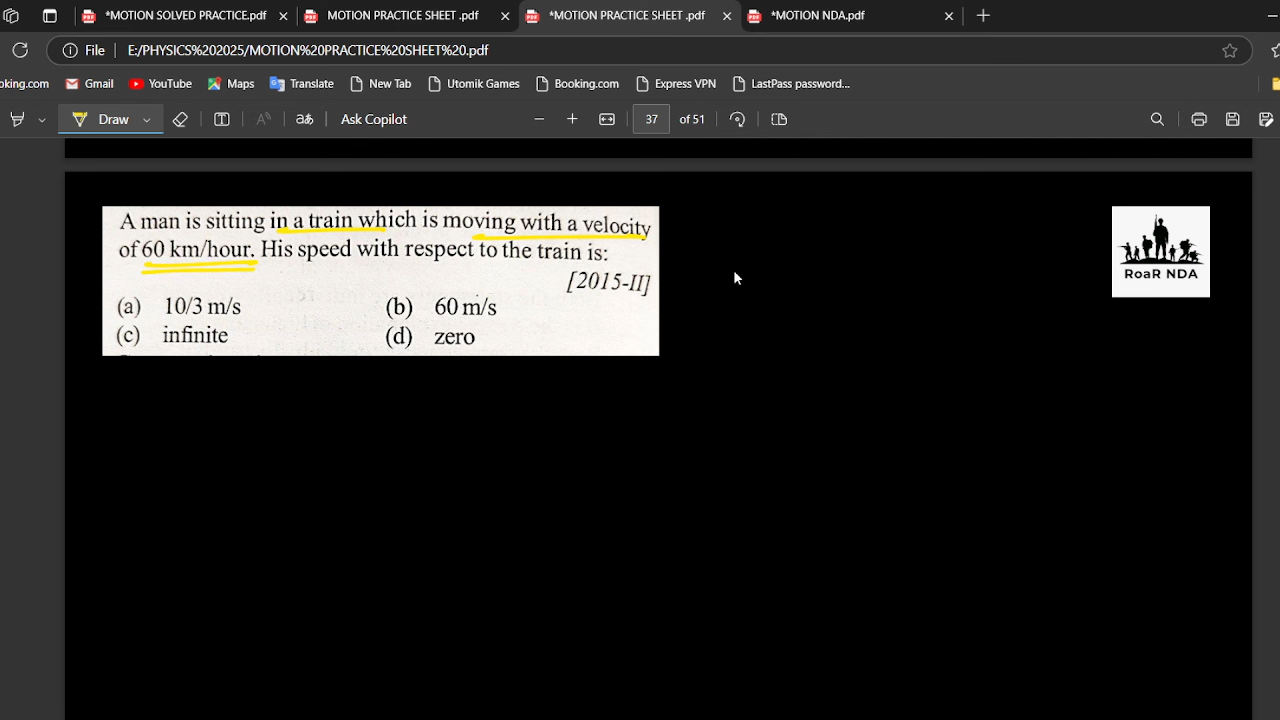 *MOTION SOLVED PRACTICE.pdf
MOTION PRACTICE SHEET .pdf
*MOTION PRACTICE SHEET .pdf
*MOTION NDA.pdf
File
E:/PHYSICS%202025/MOTION%20PRACTICE%20SHEET%20.pdf
oking.com
Gmail
YouTube
Maps
Translate
New Tab
Utomik Games
Booking.com
Express VPN
LastPass password...
Draw
Ask Copilot
37
of 51
A man is sitting in a train which is moving with a velocity
of 60 km/hour. His speed with respect to the train is:
[2015-II]
(a) 10/3 m/s (b) 60 m/s
(c) infinite (d) zero
RoaR NDA